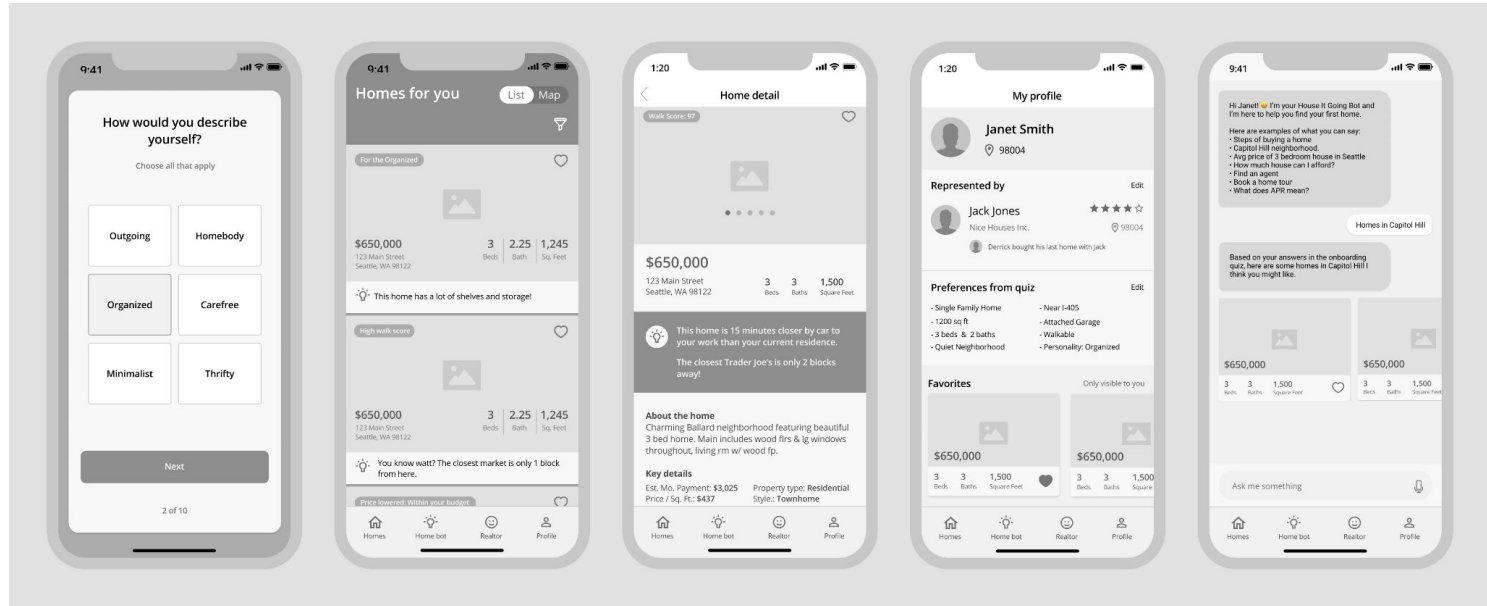 9:41
How would you describe
yourself?
Choose all that apply
Outgoing
Homebody
Organized
Carefree
Minimalist
Thrifty
Next
2 of 10
9:41
Homes for you
List
Map
For the Organized
$650,000
123 Main Street
Seattle, WA 98122
3
Beds
2.25
Bath
1,245
Sq. Feet
This home has a lot of shelves and storage!
High walk score
$650,000
123 Main Street
Seattle, WA 98122
3
Beds
2.25
Bath
1,245
Sq. Feet
You know watt? The closest market is only 1 block
from here.
Price lowered: Within your budget
Homes
Home bot
Realtor
Profile
1:20
Home detail
Walk Score: 97
$650,000
123 Main Street
Seattle, WA 98122
3
Beds
3
Baths
1,500
Square Feet
This home is 15 minutes closer by car to
your work than your current residence.
The closest Trader Joe's is only 2 blocks
away!
About the home
Charming Ballard neighborhood featuring beautiful
3 bed home. Main includes wood flrs & lg windows
throughout, living rm w/ wood fp.
Key details
Est. Mo. Payment: $3,025
Property type: Residential
Price / Sq. Ft.: $437
Style.: Townhome
Homes
Home bot
Realtor
Profile
1:20
My profile
Janet Smith
98004
Represented by
Edit
Jack Jones
Nice Houses Inc.
98004
Derrick bought his last home with Jack
Preferences from quiz
Edit
- Single Family Home
- 1200 sq ft
- 3 beds & 2 baths
- Quiet Neighborhood
- Near I-405
- Attached Garage
- Walkable
- Personality: Organized
Favorites
Only visible to you
$650,000
3
Beds
3
Baths
1,500
Square Feet
$650,000
3
Beds
3
Baths
1,500
Square
Homes
Home bot
Realtor
Profile
9:41
Hi Janet! 😀 I'm your House It Going Bot and
I'm here to help you find your first home.
Here are examples of what you can say:
• Steps of buying a home
• Capitol Hill neighborhood.
• Avg price of 3 bedroom house in Seattle
• How much house can I afford?
• Find an agent
• Book a home tour
• What does APR mean?
Homes in Capitol Hill
Based on your answers in the onboarding
quiz, here are some homes in Capitol Hill I
think you might like.
$650,000
3
Beds
3
Baths
1,500
Square Feet
$650,000
3
Beds
3
Baths
1,500
Square Feet
Ask me something
Homes
Home bot
Realtor
Profile